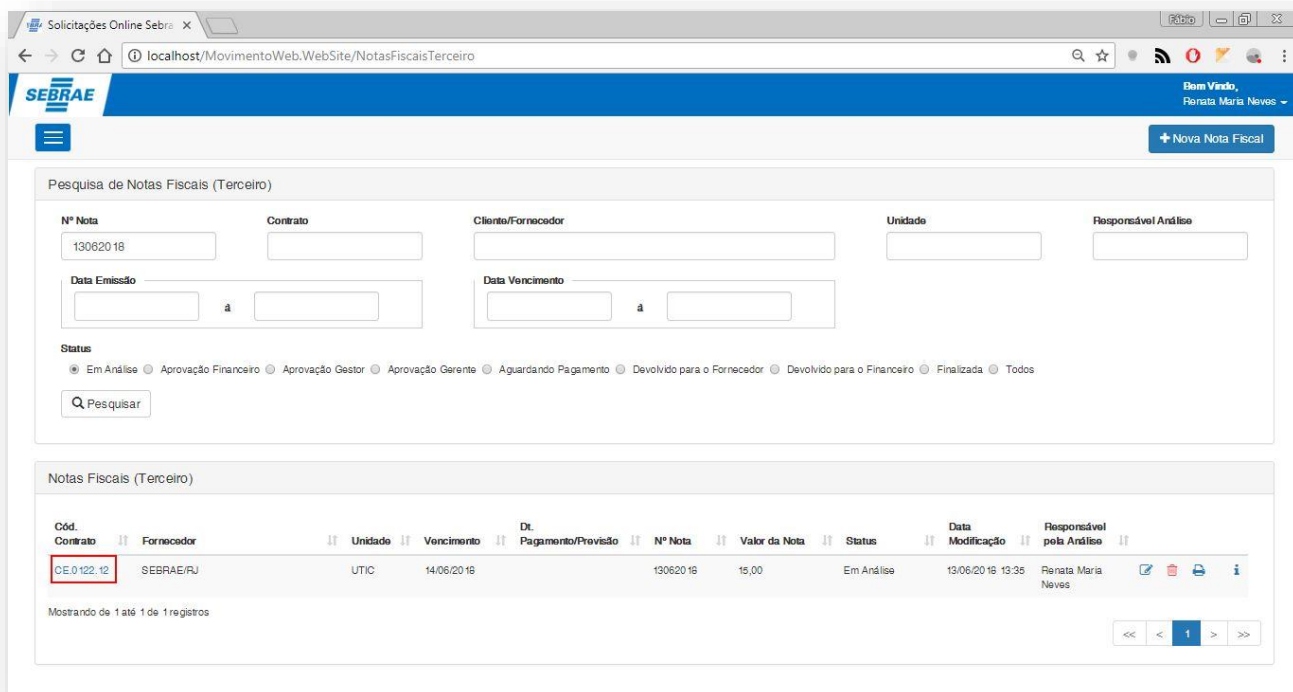 Solicitações Online Sebra
Fábio
localhost/MovimentoWeb.WebSite/NotasFiscaisTerceiro
SEBRAE
Bem Vindo,
Renata Maria Neves
Nova Nota Fiscal
Pesquisa de Notas Fiscais (Terceiro)
Nº Nota Contrato Cliente/Fornecedor Unidade Responsável Análise
13062018
Data Emissão Data Vencimento
á á
Status
Em Análise Aprovação Financeiro Aprovação Gestor Aprovação Gerente Aguardando Pagamento Devolvido para o Fornecedor Devolvido para o Financeiro Finalizada Todos
Pesquisar
Notas Fiscais (Terceiro)
Cód. Contrato Fornecedor Unidade Vencimento Dt. Pagamento/Previsão Nº Nota Valor da Nota Status Data Modificação Responsável pela Análise
CE.0122.12 SEBRAE/RJ UTIC 14/06/2018 13062018 15,00 Em Análise 13/06/2018 13:35 Renata Maria Neves
Mostrando de 1 até 1 de 1 registros
<< < 1 > >>